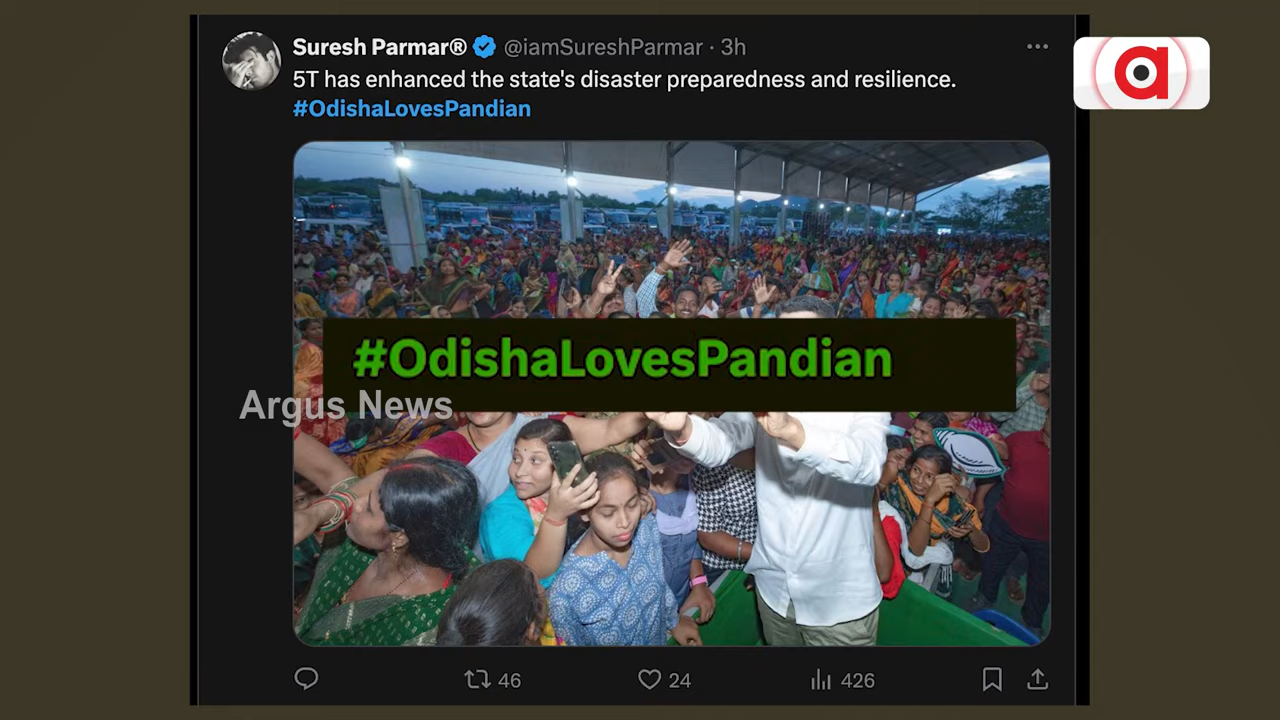 Suresh Parmar® @iamSureshParmar · 3h
5T has enhanced the state's disaster preparedness and resilience.
#OdishaLovesPandian
a
#OdishaLovesPandian
Argus News
46 24 426